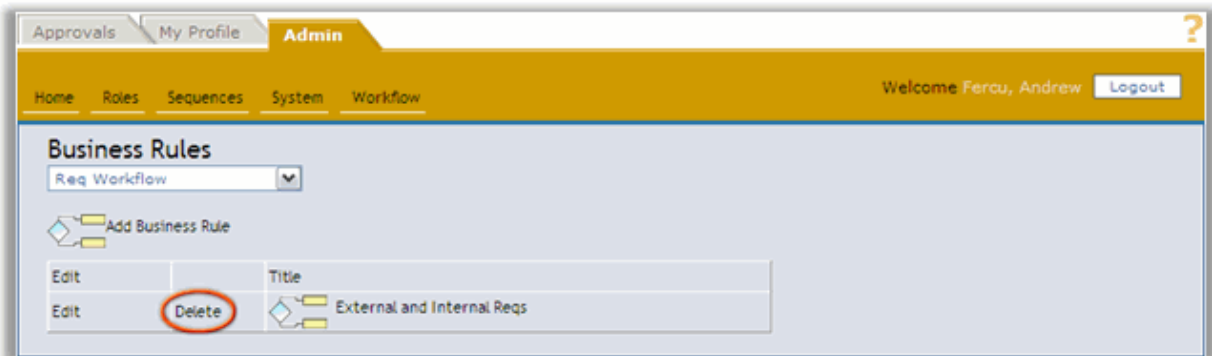 Approvals My Profile Admin ?
Home Roles Sequences System Workflow Welcome Fercu, Andrew Logout
Business Rules
Req Workflow
Add Business Rule
Edit Title
Edit Delete External and Internal Reqs